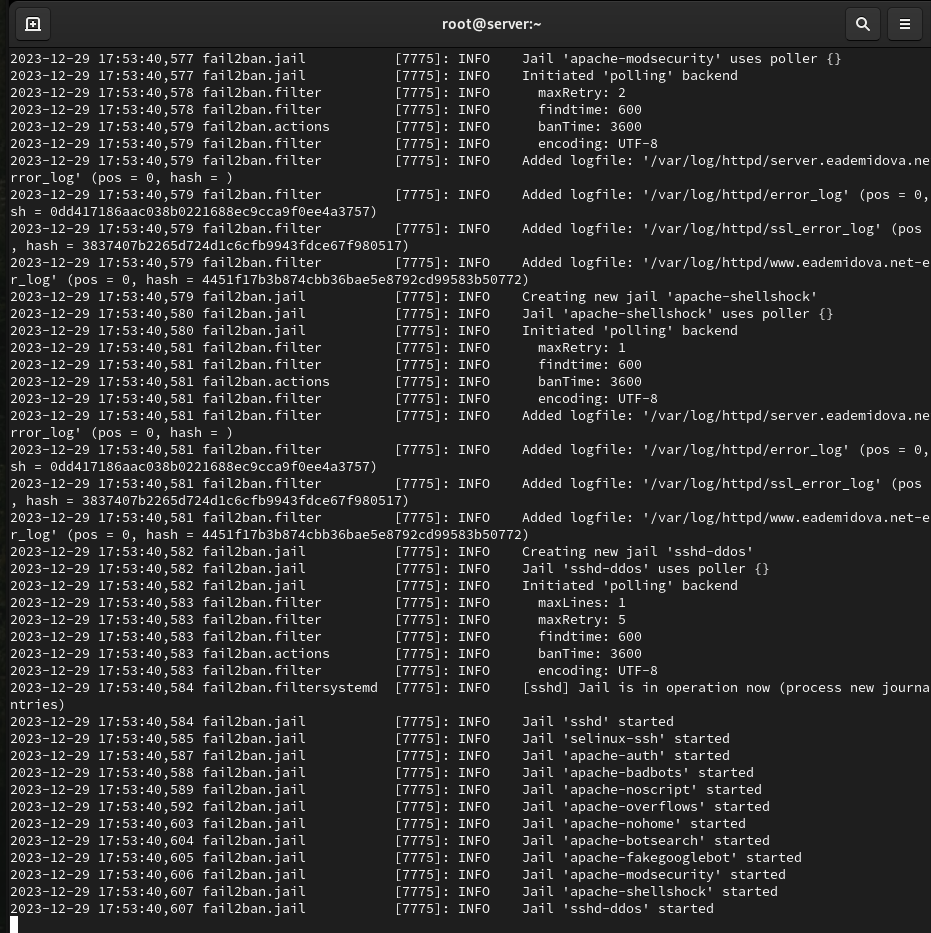 root@server:~
2023-12-29 17:53:40,577 fail2ban.jail           [7775]: INFO    Jail 'apache-modsecurity' uses poller {}
2023-12-29 17:53:40,577 fail2ban.jail           [7775]: INFO    Initiated 'polling' backend
2023-12-29 17:53:40,578 fail2ban.filter         [7775]: INFO      maxRetry: 2
2023-12-29 17:53:40,578 fail2ban.filter         [7775]: INFO      findtime: 600
2023-12-29 17:53:40,579 fail2ban.actions        [7775]: INFO      banTime: 3600
2023-12-29 17:53:40,579 fail2ban.filter         [7775]: INFO      encoding: UTF-8
2023-12-29 17:53:40,579 fail2ban.filter         [7775]: INFO    Added logfile: '/var/log/httpd/server.eademidova.ne
rror_log' (pos = 0, hash = )
2023-12-29 17:53:40,579 fail2ban.filter         [7775]: INFO    Added logfile: '/var/log/httpd/error_log' (pos = 0,
sh = 0dd417186aac038b0221688ec9cca9f0ee4a3757)
2023-12-29 17:53:40,579 fail2ban.filter         [7775]: INFO    Added logfile: '/var/log/httpd/ssl_error_log' (pos
, hash = 3837407b2265d724d1c6cfb9943fdce67f980517)
2023-12-29 17:53:40,579 fail2ban.filter         [7775]: INFO    Added logfile: '/var/log/httpd/www.eademidova.net-e
r_log' (pos = 0, hash = 4451f17b3b874cbb36bae5e8792cd99583b50772)
2023-12-29 17:53:40,579 fail2ban.jail           [7775]: INFO    Creating new jail 'apache-shellshock'
2023-12-29 17:53:40,580 fail2ban.jail           [7775]: INFO    Jail 'apache-shellshock' uses poller {}
2023-12-29 17:53:40,580 fail2ban.jail           [7775]: INFO    Initiated 'polling' backend
2023-12-29 17:53:40,581 fail2ban.filter         [7775]: INFO      maxRetry: 1
2023-12-29 17:53:40,581 fail2ban.filter         [7775]: INFO      findtime: 600
2023-12-29 17:53:40,581 fail2ban.actions        [7775]: INFO      banTime: 3600
2023-12-29 17:53:40,581 fail2ban.filter         [7775]: INFO      encoding: UTF-8
2023-12-29 17:53:40,581 fail2ban.filter         [7775]: INFO    Added logfile: '/var/log/httpd/server.eademidova.ne
rror_log' (pos = 0, hash = )
2023-12-29 17:53:40,581 fail2ban.filter         [7775]: INFO    Added logfile: '/var/log/httpd/error_log' (pos = 0,
sh = 0dd417186aac038b0221688ec9cca9f0ee4a3757)
2023-12-29 17:53:40,581 fail2ban.filter         [7775]: INFO    Added logfile: '/var/log/httpd/ssl_error_log' (pos
, hash = 3837407b2265d724d1c6cfb9943fdce67f980517)
2023-12-29 17:53:40,581 fail2ban.filter         [7775]: INFO    Added logfile: '/var/log/httpd/www.eademidova.net-e
r_log' (pos = 0, hash = 4451f17b3b874cbb36bae5e8792cd99583b50772)
2023-12-29 17:53:40,582 fail2ban.jail           [7775]: INFO    Creating new jail 'sshd-ddos'
2023-12-29 17:53:40,582 fail2ban.jail           [7775]: INFO    Jail 'sshd-ddos' uses poller {}
2023-12-29 17:53:40,582 fail2ban.jail           [7775]: INFO    Initiated 'polling' backend
2023-12-29 17:53:40,583 fail2ban.filter         [7775]: INFO      maxLines: 1
2023-12-29 17:53:40,583 fail2ban.filter         [7775]: INFO      maxRetry: 5
2023-12-29 17:53:40,583 fail2ban.filter         [7775]: INFO      findtime: 600
2023-12-29 17:53:40,583 fail2ban.actions        [7775]: INFO      banTime: 3600
2023-12-29 17:53:40,583 fail2ban.filter         [7775]: INFO      encoding: UTF-8
2023-12-29 17:53:40,584 fail2ban.filtersystemd  [7775]: INFO    [sshd] Jail is in operation now (process new journa
ntries)
2023-12-29 17:53:40,584 fail2ban.jail           [7775]: INFO    Jail 'sshd' started
2023-12-29 17:53:40,585 fail2ban.jail           [7775]: INFO    Jail 'selinux-ssh' started
2023-12-29 17:53:40,587 fail2ban.jail           [7775]: INFO    Jail 'apache-auth' started
2023-12-29 17:53:40,588 fail2ban.jail           [7775]: INFO    Jail 'apache-badbots' started
2023-12-29 17:53:40,589 fail2ban.jail           [7775]: INFO    Jail 'apache-noscript' started
2023-12-29 17:53:40,592 fail2ban.jail           [7775]: INFO    Jail 'apache-overflows' started
2023-12-29 17:53:40,603 fail2ban.jail           [7775]: INFO    Jail 'apache-nohome' started
2023-12-29 17:53:40,604 fail2ban.jail           [7775]: INFO    Jail 'apache-botsearch' started
2023-12-29 17:53:40,605 fail2ban.jail           [7775]: INFO    Jail 'apache-fakegooglebot' started
2023-12-29 17:53:40,606 fail2ban.jail           [7775]: INFO    Jail 'apache-modsecurity' started
2023-12-29 17:53:40,607 fail2ban.jail           [7775]: INFO    Jail 'apache-shellshock' started
2023-12-29 17:53:40,607 fail2ban.jail           [7775]: INFO    Jail 'sshd-ddos' started